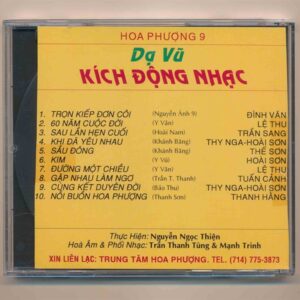 HOA PHƯỢNG 9
Dạ Vũ
KÍCH ĐỘNG NHẠC
1. TRỌN KIẾP ĐƠN CÔI (Nguyễn Ánh 9) ĐÌNH VĂN
2. 60 NĂM CUỘC ĐỜI (Y Vân) LỆ THU
3. SAU LẦN HẸN CUỐI (Hoài Nam) TRẦN SANG
4. KHI ĐÃ YÊU NHAU (Khánh Băng) THY NGA-HOÀI SƠN
5. SẦU ĐÔNG (Khánh Băng) THẾ SƠN
6. KIM (Y Vũ) HOÀI SƠN
7. ĐƯỜNG MỘT CHIỀU (Y Vân) LỆ THU
8. GẶP NHAU LÀM NGƠ (Trần T. Thanh) TUẤN CẢNH
9. CÙNG KẾT DUYÊN ĐỜI (Bảo Thu) THY NGA-HOÀI SƠN
10. NỖI BUỒN HOA PHƯỢNG (Thanh Sơn) THANH HẰNG
Thực Hiện: Nguyễn Ngọc Thiện
Hoà Âm & Phối Nhạc: Trần Thanh Tùng & Mạnh Trinh
XIN LIÊN LẠC: TRUNG TÂM HOA PHƯỢNG. TEL. (714) 775-3873